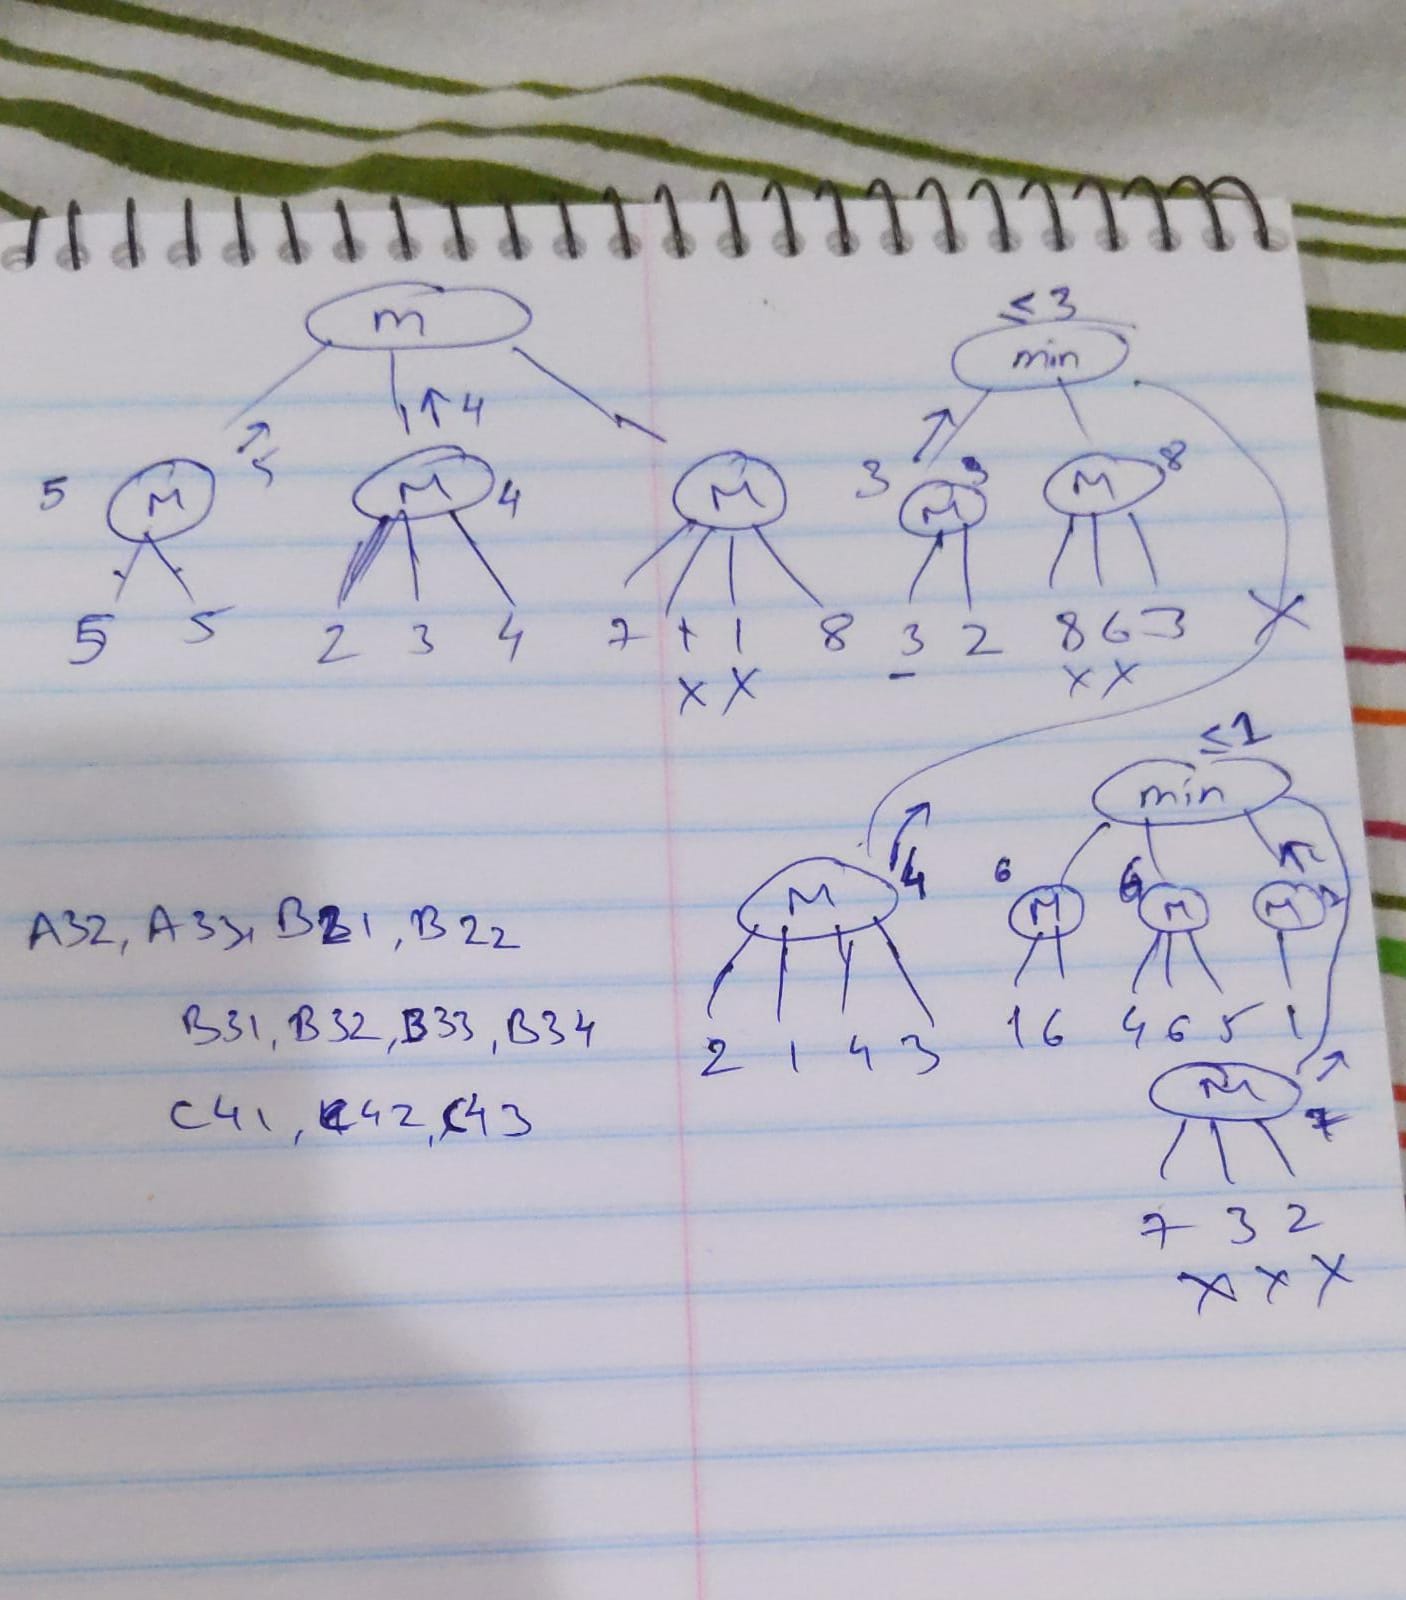 ≤ 3
m
min
↑ 4
5 M 5
M 4
M
3 M 3
M 8
5 5
2 3 4
7 1 1 8
3 2
8 6 3 X
X X
X X
≤1
min
M 4
6 M
6 M
M
A32, A33, B21, B22
2 1 4 3
1 6
4 6 5
1
B31, B32, B33, B34
M 7
C41, C42, C43
7 3 2
X X X